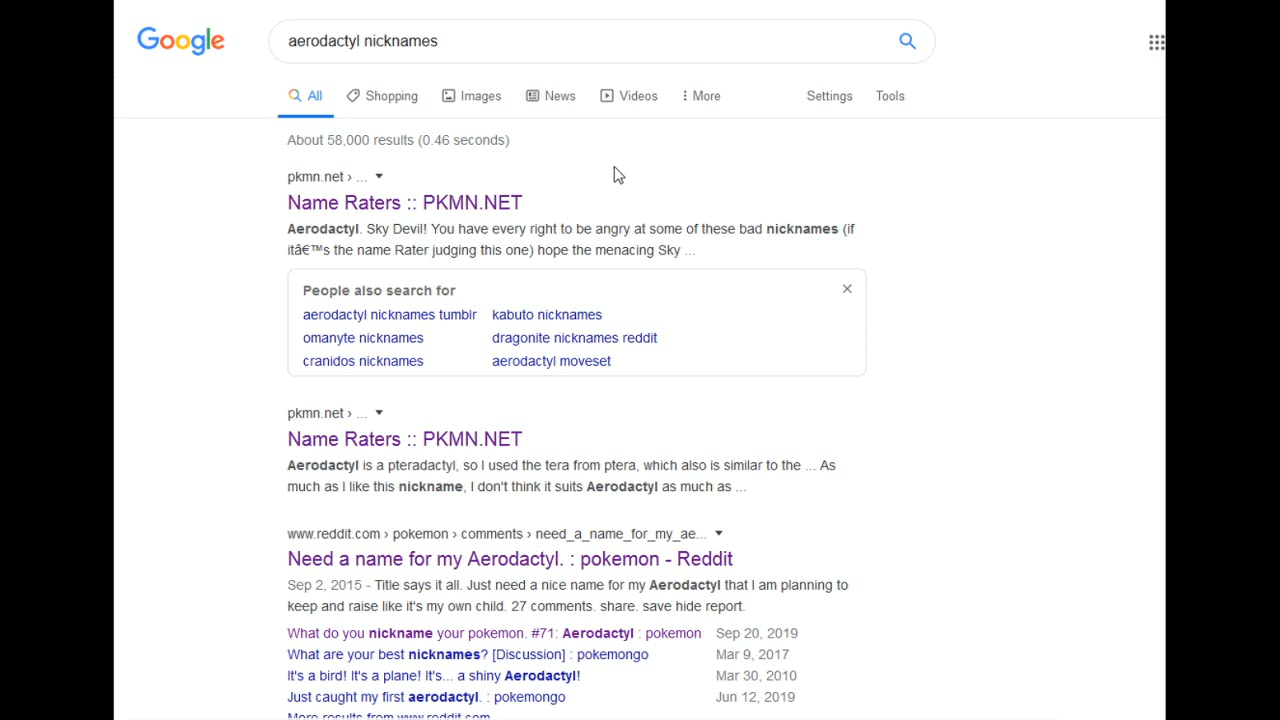 Google
aerodactyl nicknames
All Shopping Images News Videos More Settings Tools
About 58,000 results (0.46 seconds)
pkmn.net › ...
Name Raters :: PKMN.NET
Aerodactyl. Sky Devil! You have every right to be angry at some of these bad nicknames (if
itâ€™s the name Rater judging this one) hope the menacing Sky ...
People also search for
aerodactyl nicknames tumblr kabuto nicknames
omanyte nicknames dragonite nicknames reddit
cranidos nicknames aerodactyl moveset
pkmn.net › ...
Name Raters :: PKMN.NET
Aerodactyl is a pteradactyl, so I used the tera from ptera, which also is similar to the ... As
much as I like this nickname, I don't think it suits Aerodactyl as much as ...
www.reddit.com › pokemon › comments › need_a_name_for_my_ae...
Need a name for my Aerodactyl. : pokemon - Reddit
Sep 2, 2015 - Title says it all. Just need a nice name for my Aerodactyl that I am planning to
keep and raise like it's my own child. 27 comments. share. save hide report.
What do you nickname your pokemon. #71: Aerodactyl : pokemon Sep 20, 2019
What are your best nicknames? [Discussion] : pokemongo Mar 9, 2017
It's a bird! It's a plane! It's... a shiny Aerodactyl! Mar 30, 2010
Just caught my first aerodactyl. : pokemongo Jun 12, 2019
More results from www.reddit.com